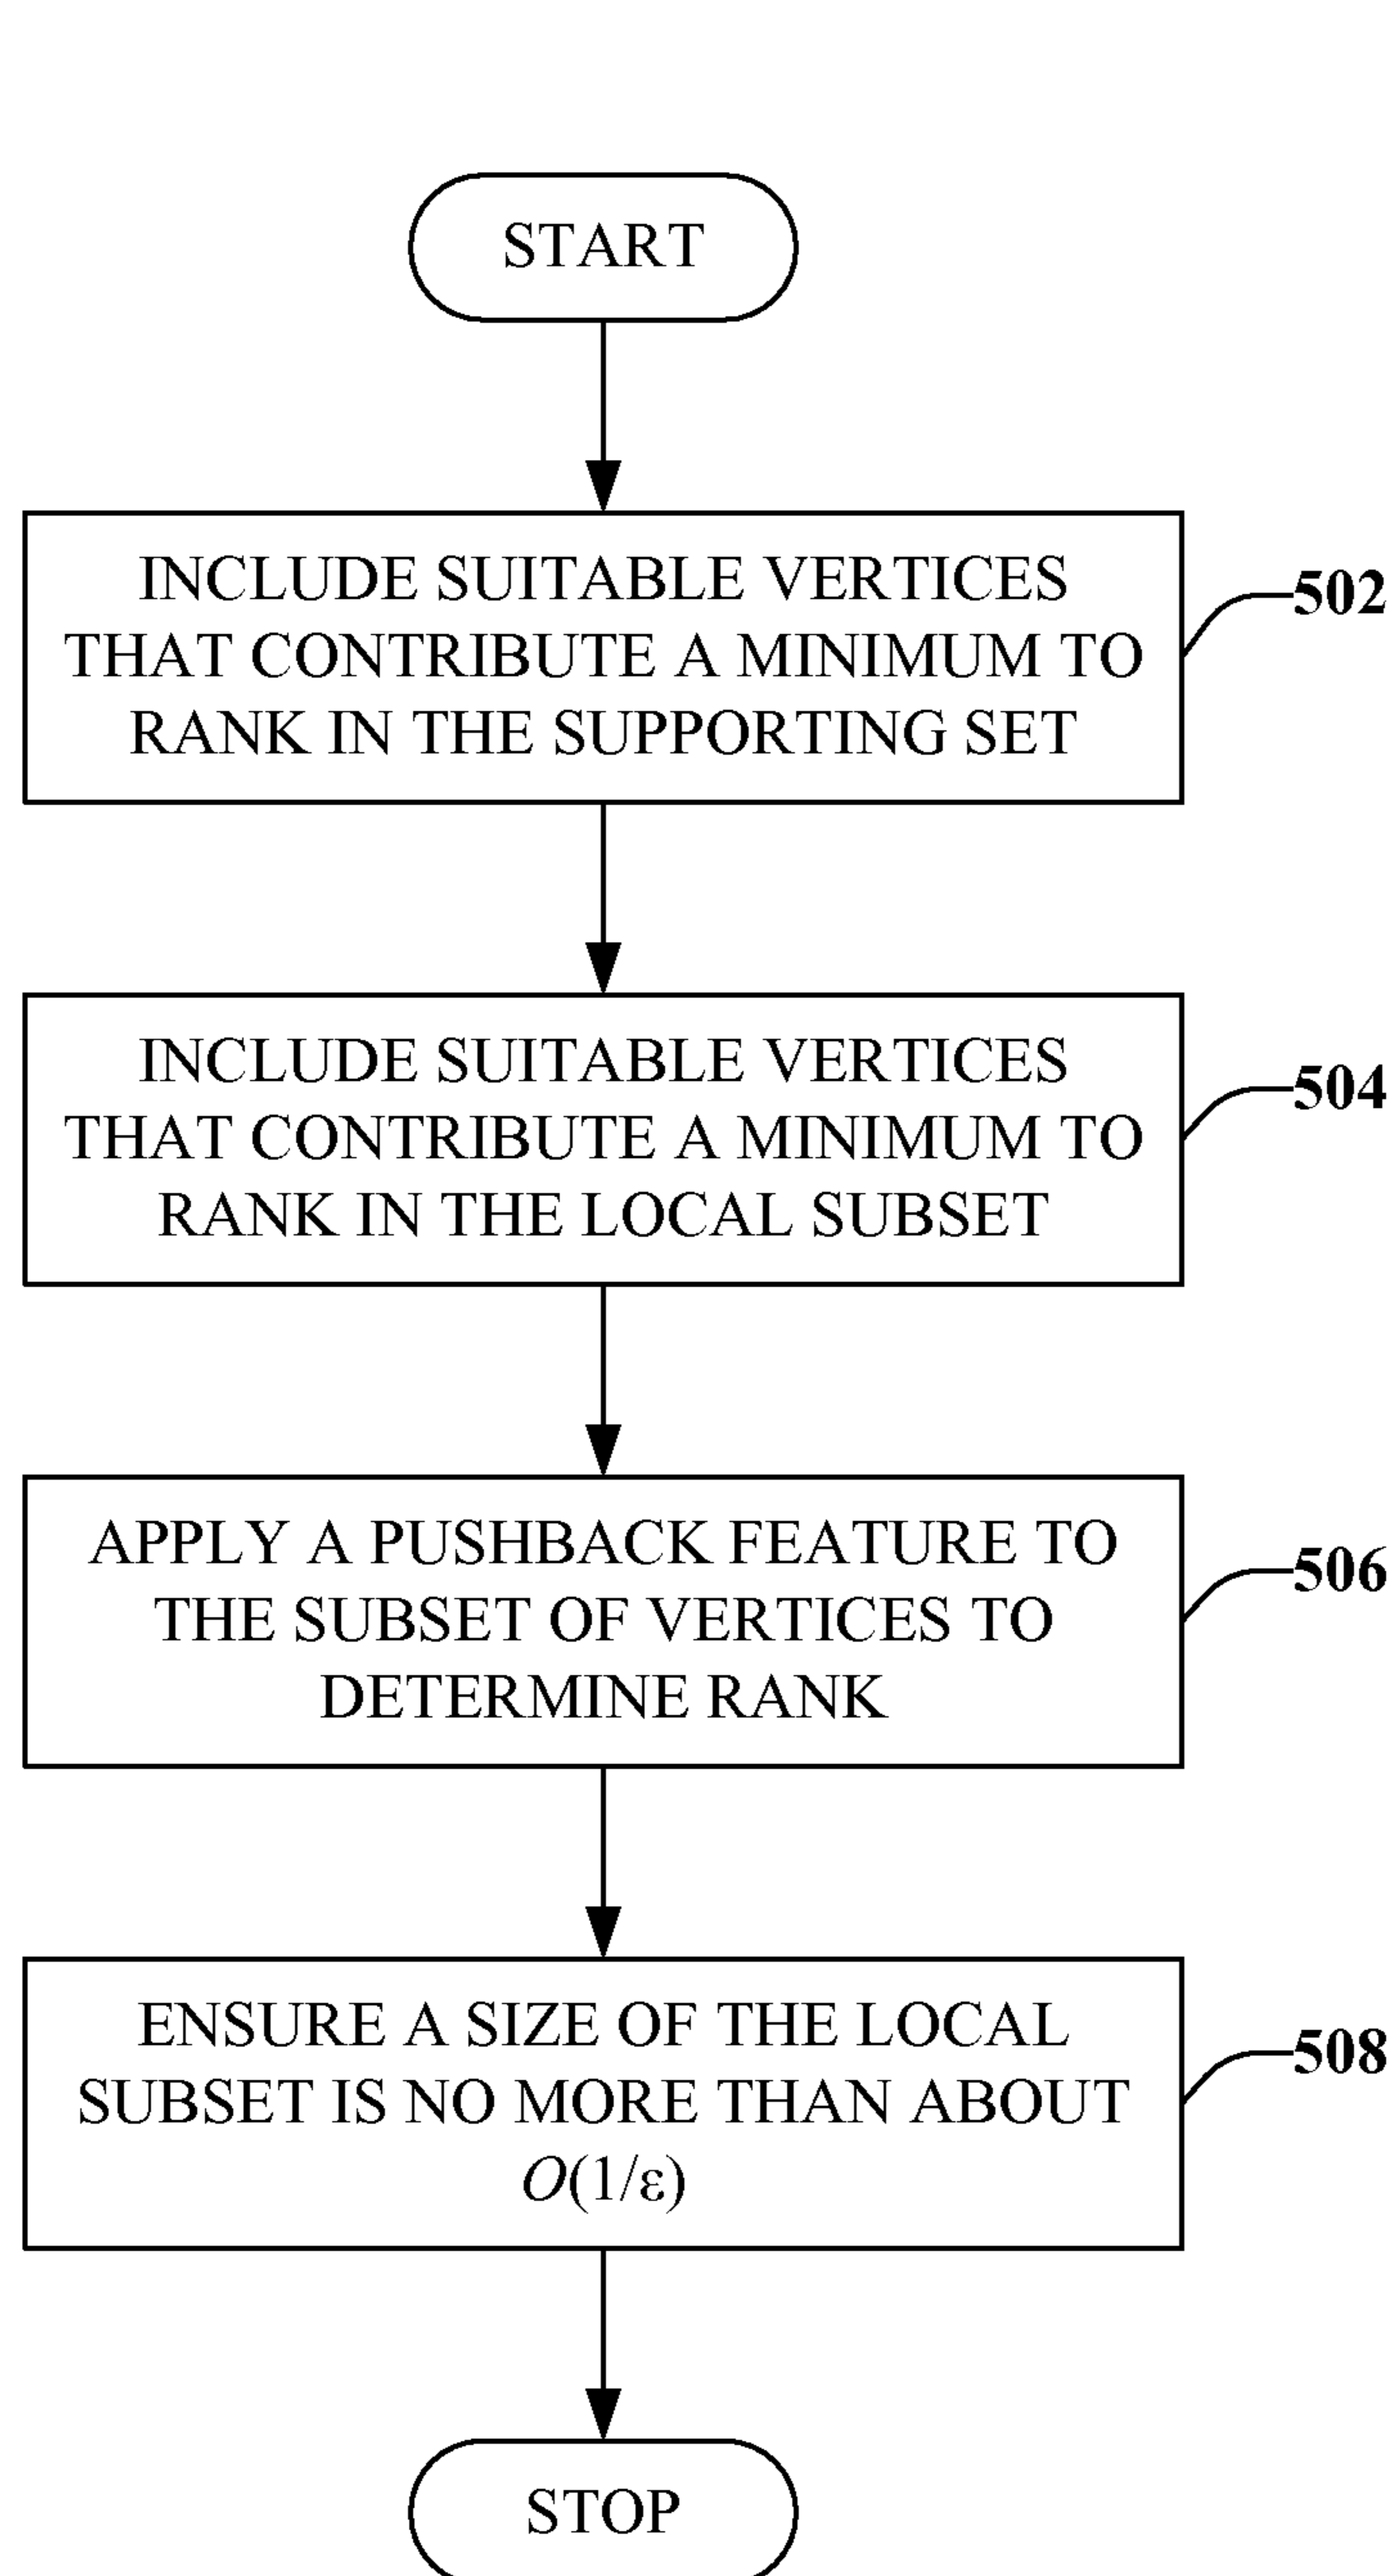 START
INCLUDE SUITABLE VERTICES
THAT CONTRIBUTE A MINIMUM TO
RANK IN THE SUPPORTING SET
502
INCLUDE SUITABLE VERTICES
THAT CONTRIBUTE A MINIMUM TO
RANK IN THE LOCAL SUBSET
504
APPLY A PUSHBACK FEATURE TO
THE SUBSET OF VERTICES TO
DETERMINE RANK
506
ENSURE A SIZE OF THE LOCAL
SUBSET IS NO MORE THAN ABOUT
O(1/ε)
508
STOP